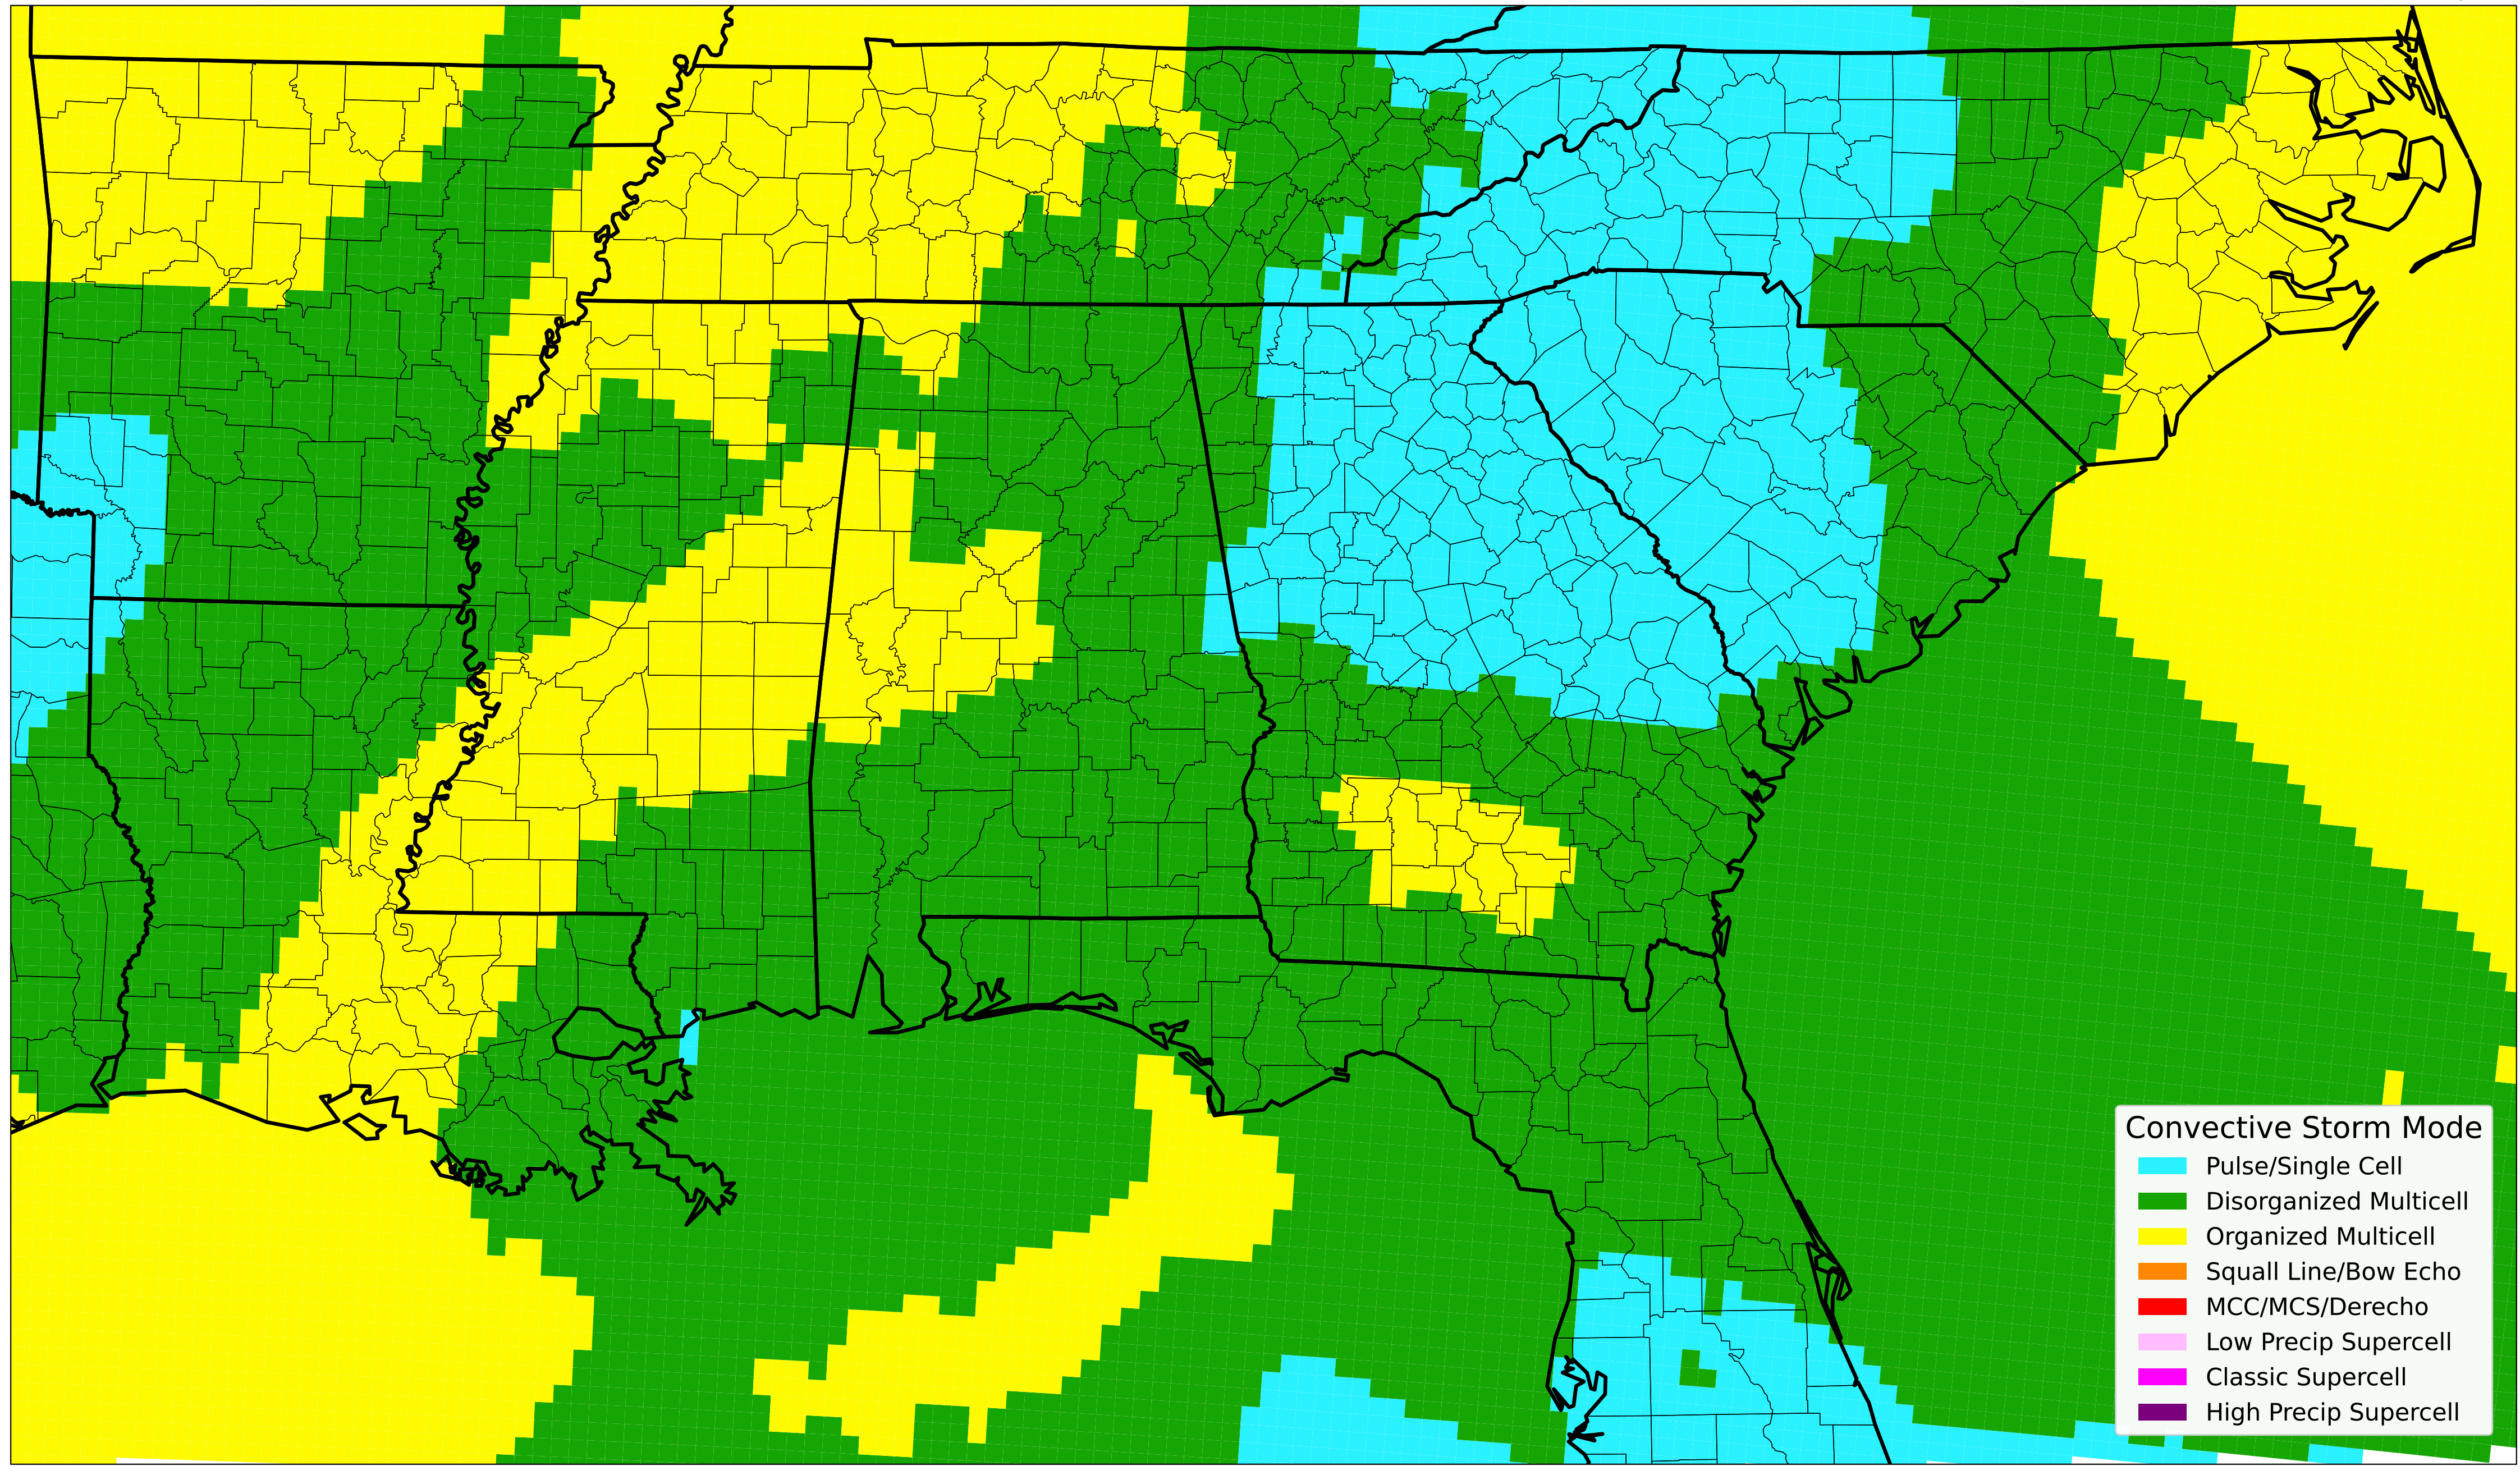 Convective Storm Mode
Pulse/Single Cell
Disorganized Multicell
Organized Multicell
Squall Line/Bow Echo
MCC/MCS/Derecho
Low Precip Supercell
Classic Supercell
High Precip Supercell